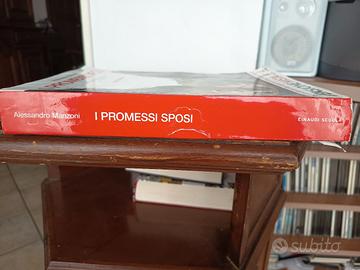 Alessandro Manzoni
I PROMESSI SPOSI
EINAUDI SCUOLA
subito